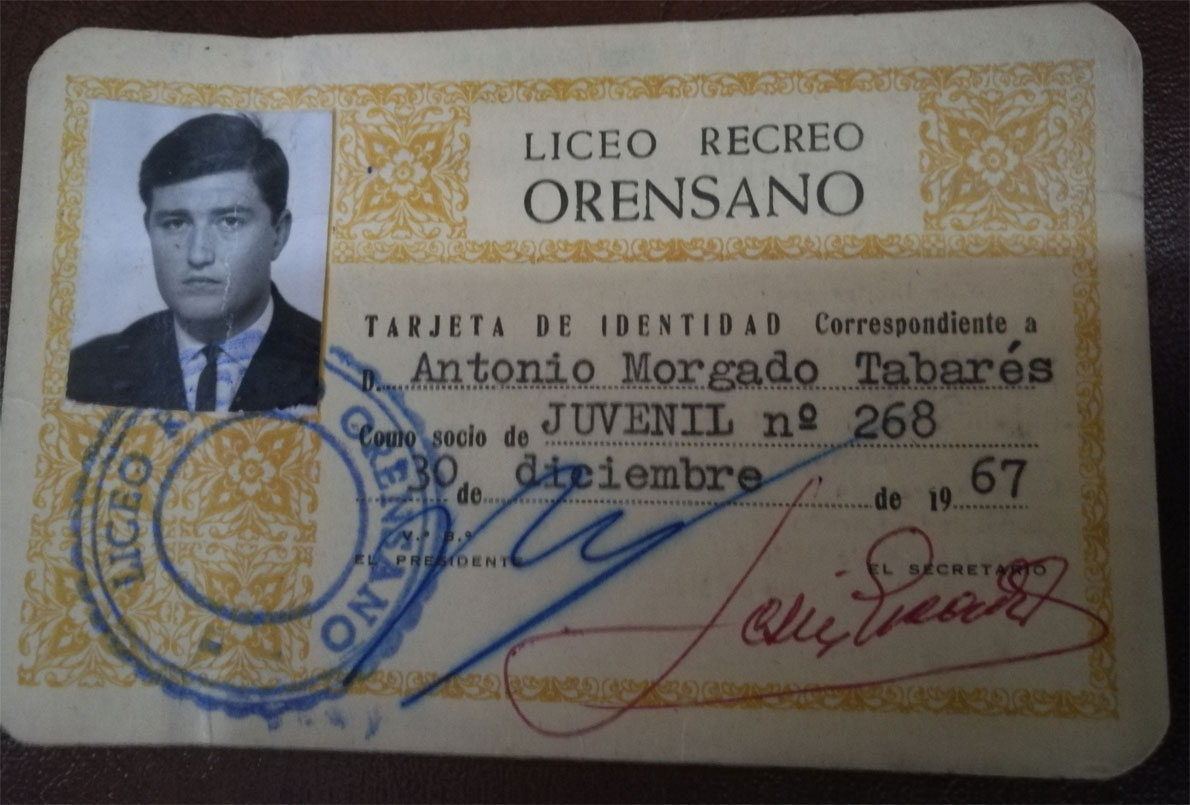 LICEO RECREO
ORENSANO
TARJETA DE IDENTIDAD Correspondiente a
D. Antonio Morgado Tabarés
Como socio de JUVENIL nº 268
30 de diciembre de 1967
V.º B.º
EL PRESIDENTE
EL SECRETARIO
LICEO R ORENSANO